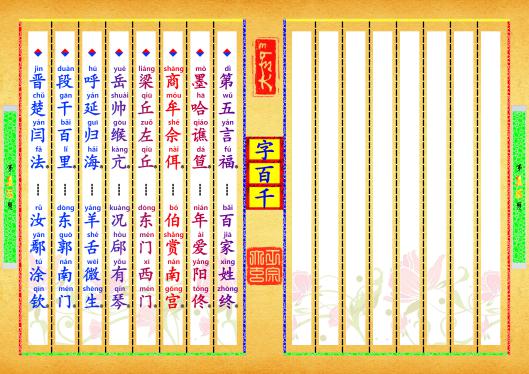 dì wǔ yán fú
第五言福。
bǎi jiā xìng zhōng
百家姓终。
mò hǎ qiáo dá
墨哈谯笪。
nián ài yáng tóng
年爱阳佟。
shāng móu shé nài
商牟佘佴。
bó shǎng nán gōng
伯赏南宫。
liáng qiū zuǒ qiū
梁丘左丘。
dōng mén xī mén
东门西门。
yuè shuài gōu kàng
岳帅缑亢。
kuàng hòu yǒu qín
况郈有琴。
hū yán guī hǎi
呼延归海。
yáng shé wēi shēng
羊舌微生。
duàn gān bǎi lǐ
段干百里。
dōng guō nán mén
东郭南门。
jìn chǔ yàn fǎ
晋楚闫法。
rǔ yān tú qīn
汝鄢涂钦。
字百千